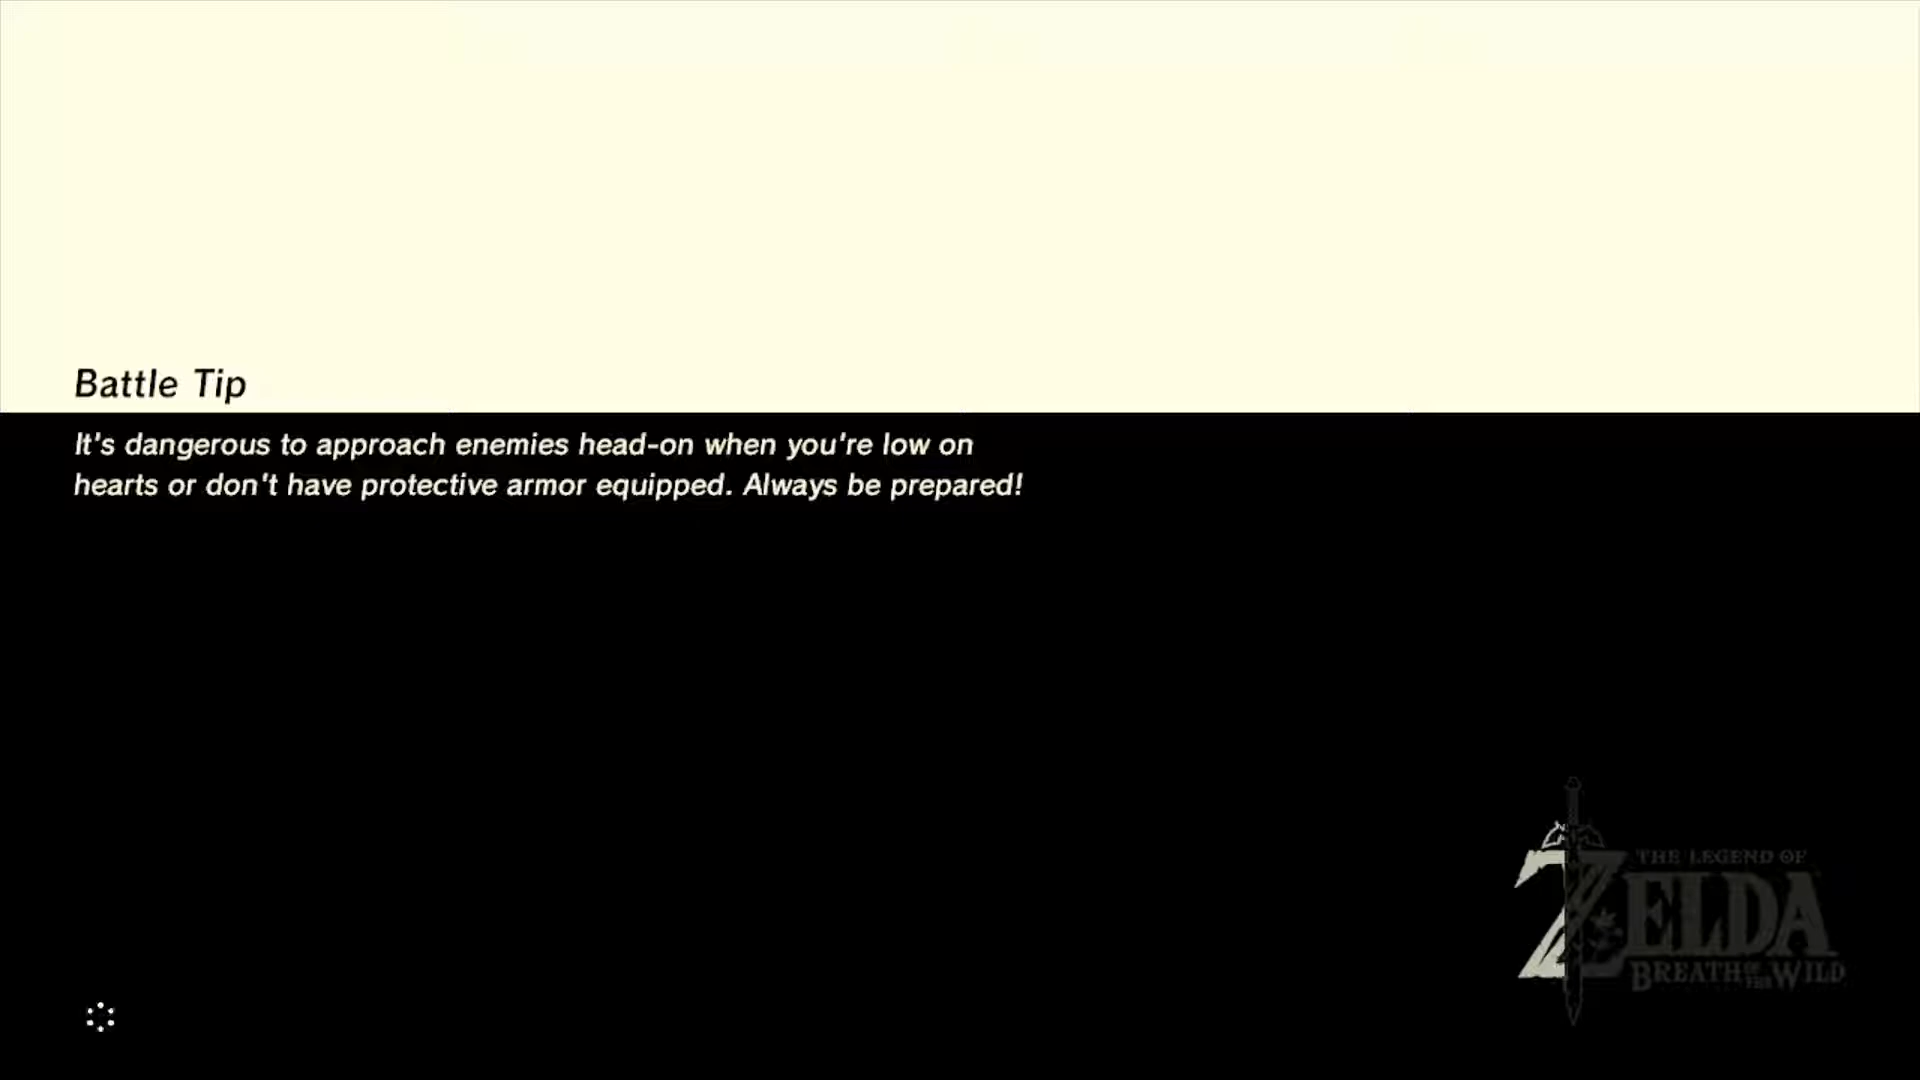 Battle Tip
It's dangerous to approach enemies head-on when you're low on
hearts or don't have protective armor equipped. Always be prepared!
THE LEGEND OF
ZELDA
BREATH OF THE WILD